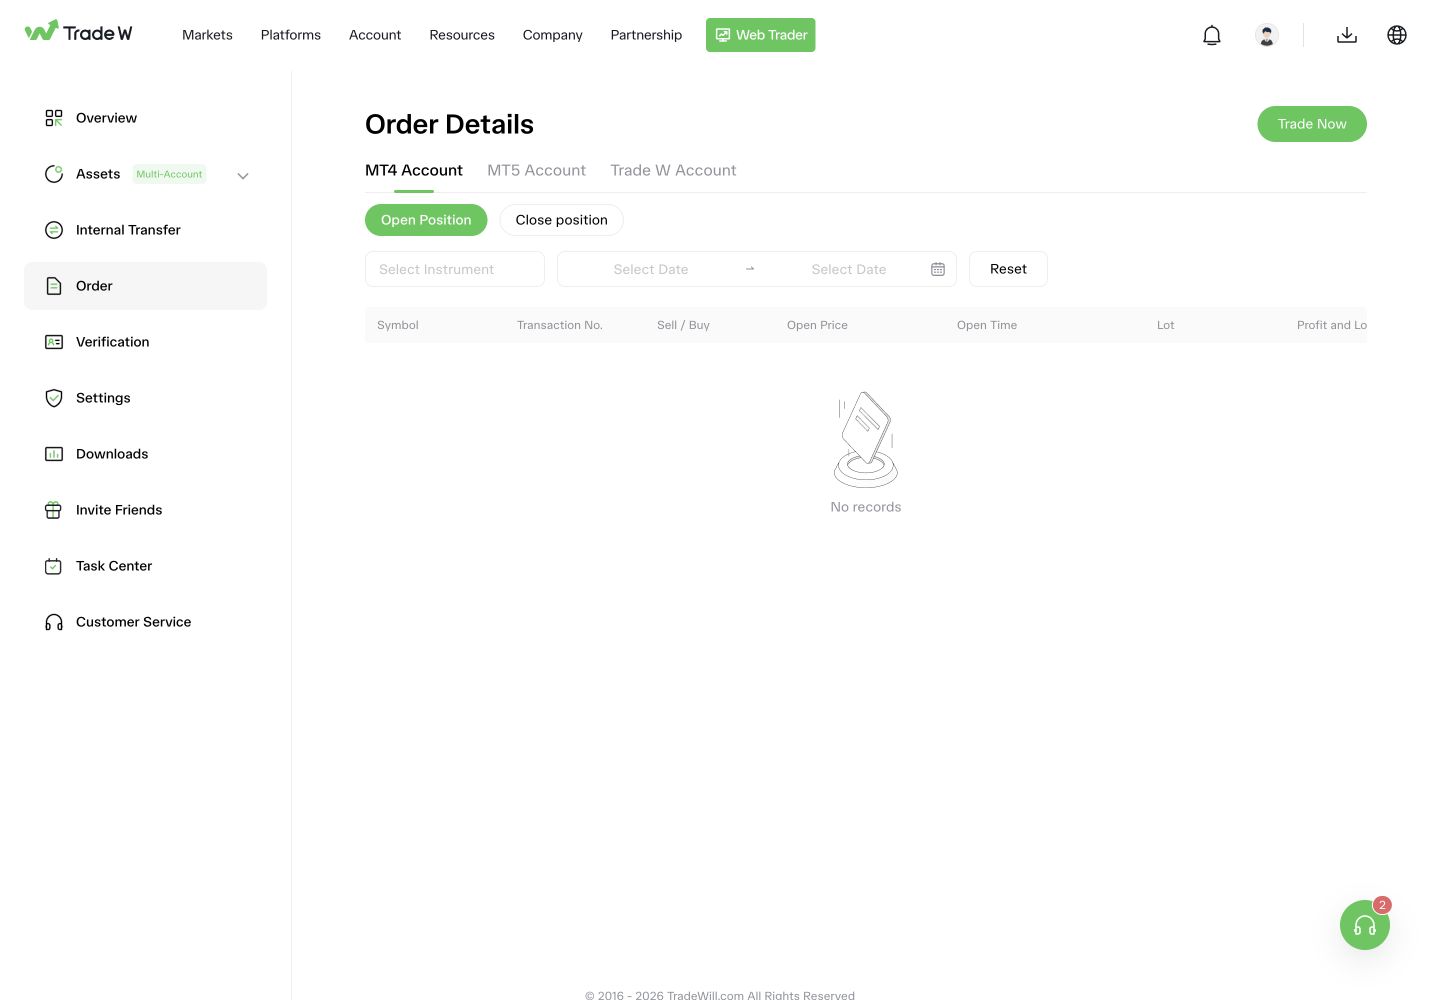 Trade W
Markets
Platforms
Account
Resources
Company
Partnership
Web Trader
Overview
Assets
Multi-Account
Internal Transfer
Order
Verification
Settings
Downloads
Invite Friends
Task Center
Customer Service
Order Details
Trade Now
MT4 Account
MT5 Account
Trade W Account
Open Position
Close position
Select Instrument
Select Date
Select Date
Reset
Symbol
Transaction No.
Sell / Buy
Open Price
Open Time
Lot
Profit and Lo
No records
2
© 2016 - 2026 TradeWill.com All Rights Reserved